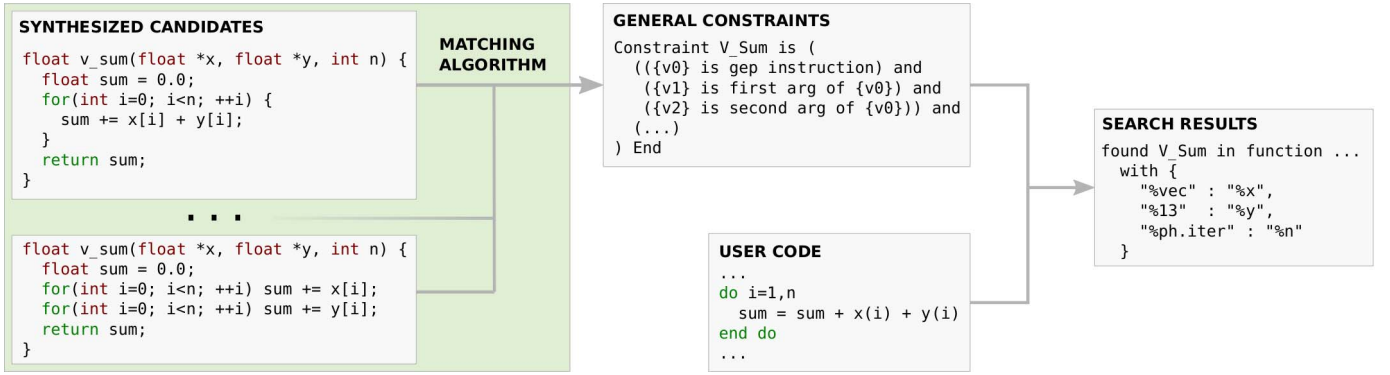 SYNTHESIZED CANDIDATES
float v_sum(float *x, float *y, int n) {
  float sum = 0.0;
  for(int i=0; i<n; ++i) {
    sum += x[i] + y[i];
  }
  return sum;
}
. . .
float v_sum(float *x, float *y, int n) {
  float sum = 0.0;
  for(int i=0; i<n; ++i) sum += x[i];
  for(int i=0; i<n; ++i) sum += y[i];
  return sum;
}
MATCHING
ALGORITHM
GENERAL CONSTRAINTS
Constraint V_Sum is (
  (({v0} is gep instruction) and
   ({v1} is first arg of {v0}) and
   ({v2} is second arg of {v0})) and
  (...)
) End
USER CODE
...
do i=1,n
  sum = sum + x(i) + y(i)
end do
...
SEARCH RESULTS
found V_Sum in function ...
  with {
    "%vec" : "%x",
    "%13"  : "%y",
    "%ph.iter" : "%n"
  }